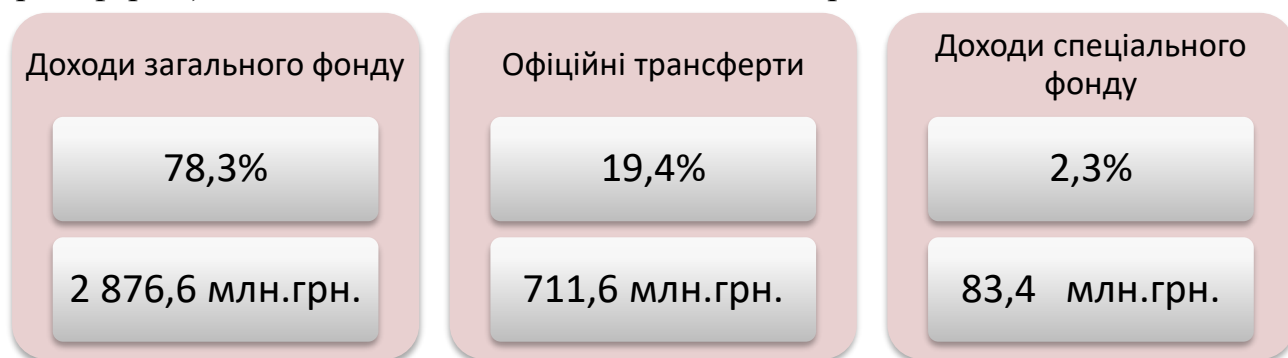 Доходи загального фонду
78,3%
2 876,6 млн.грн.
Офіційні трансферти
19,4%
711,6 млн.грн.
Доходи спеціального
фонду
2,3%
83,4 млн.грн.